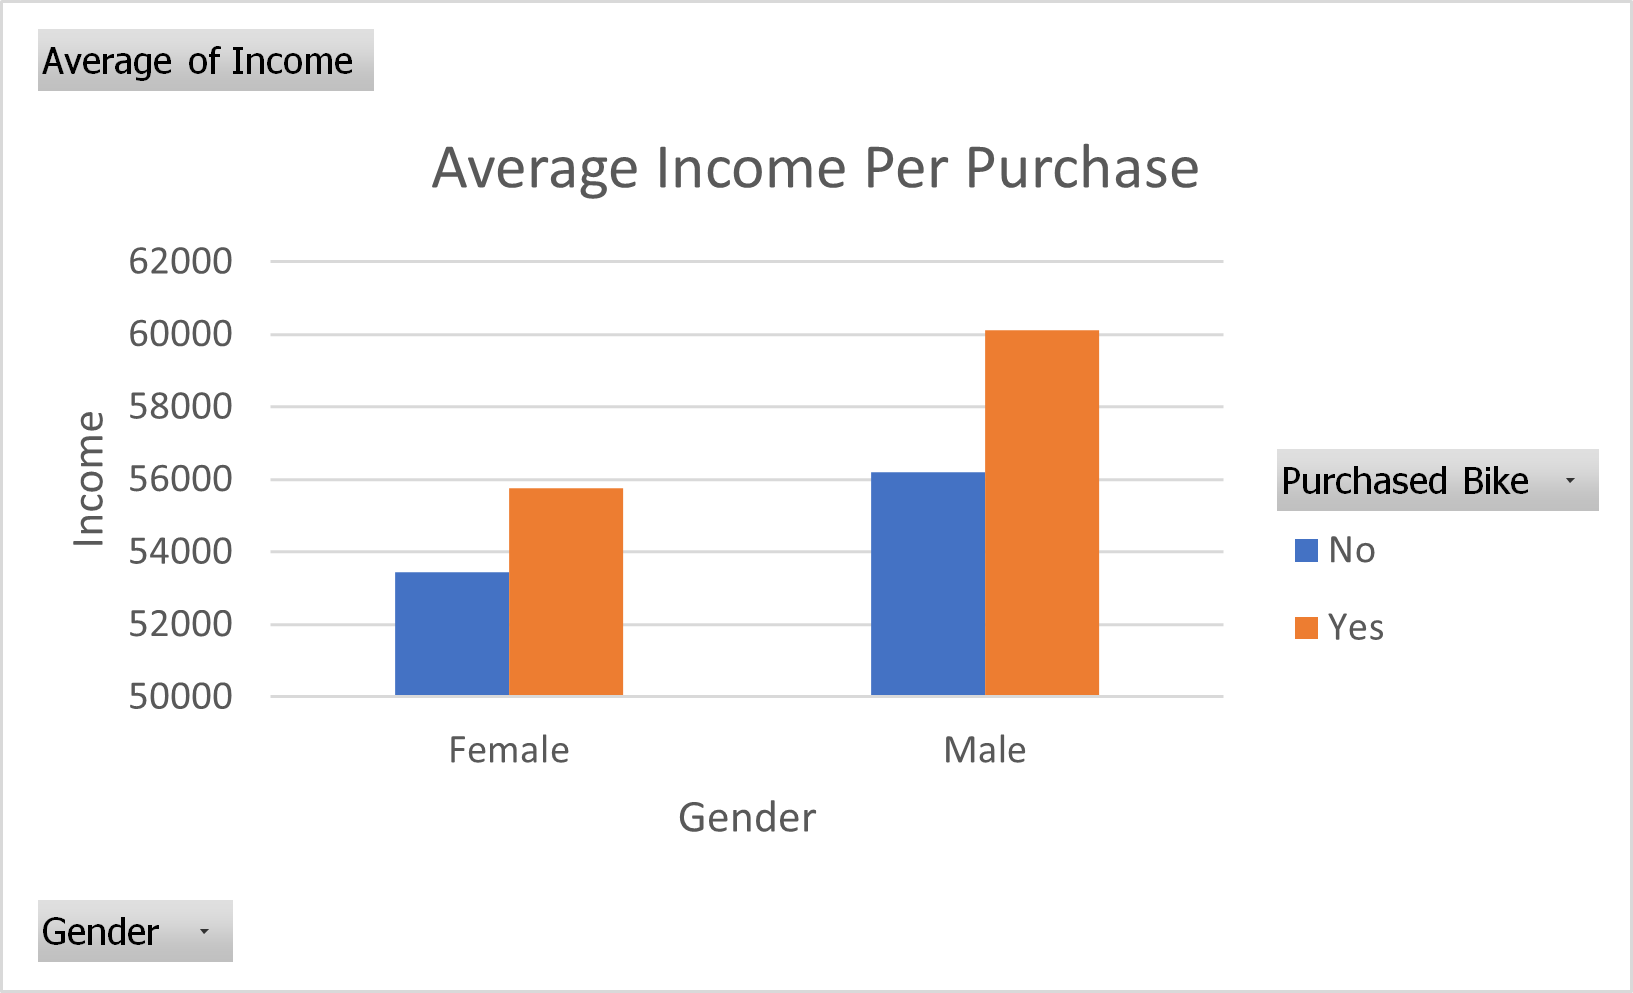 Average of Income
Average Income Per Purchase
62000
60000
58000
56000
54000
52000
50000
Income
Female
Male
Gender
Purchased Bike
No
Yes
Gender